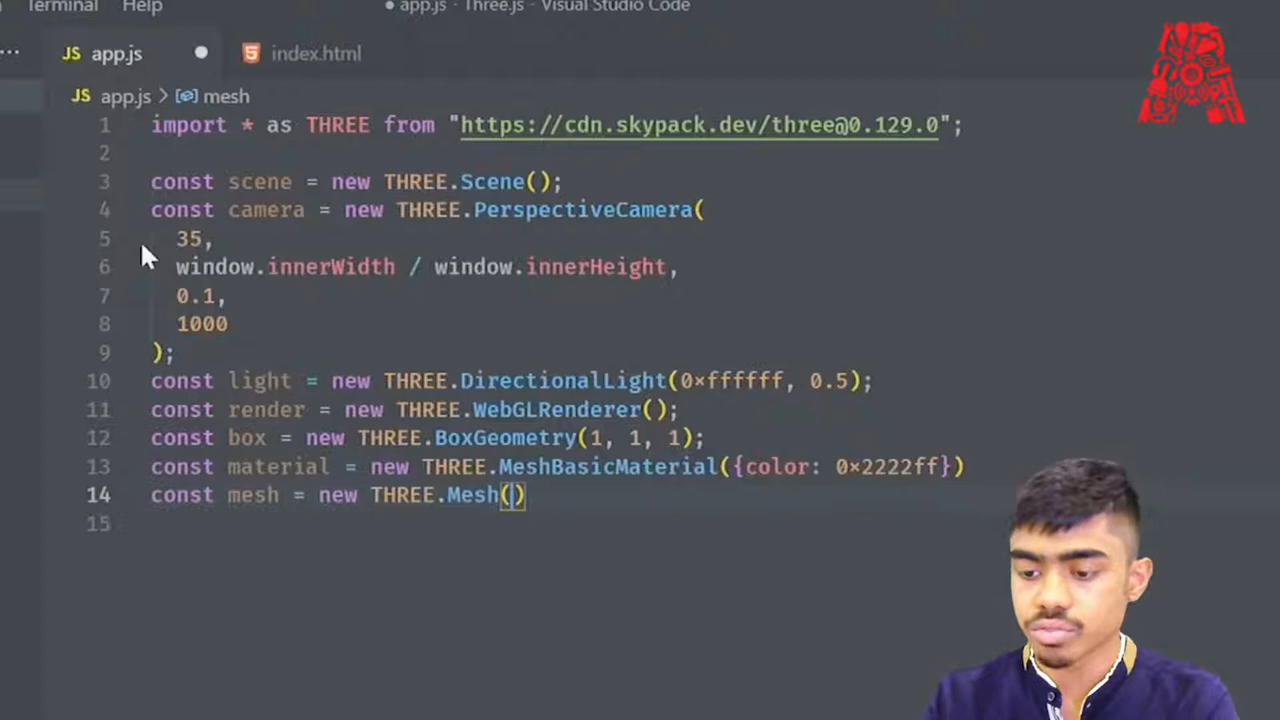 Terminal Help app.js - Three.js - Visual Studio Code
... JS app.js index.html
JS app.js > mesh
1 import * as THREE from "https://cdn.skypack.dev/three@0.129.0";
2
3 const scene = new THREE.Scene();
4 const camera = new THREE.PerspectiveCamera(
5 35,
6 window.innerWidth / window.innerHeight,
7 0.1,
8 1000
9 );
10 const light = new THREE.DirectionalLight(0xffffff, 0.5);
11 const render = new THREE.WebGLRenderer();
12 const box = new THREE.BoxGeometry(1, 1, 1);
13 const material = new THREE.MeshBasicMaterial({color: 0x2222ff})
14 const mesh = new THREE.Mesh()
15